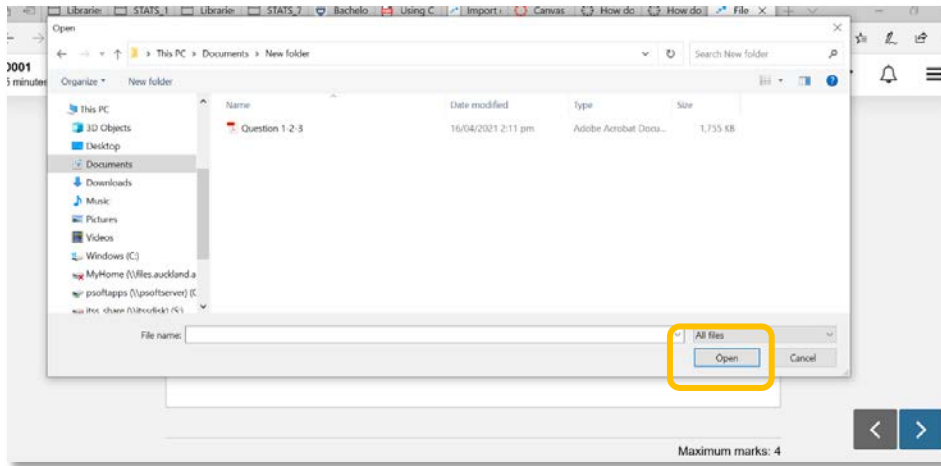 Librarie STATS_1 Librarie STATS_7 Bachelo Using C Import Canvas How do How do File
Open
This PC > Documents > New folder
Search New folder
0001
5 minutes
Organize
New folder
This PC
3D Objects
Desktop
Documents
Downloads
Music
Pictures
Videos
Windows (C:)
MyHome (\\files.auckland.a
psoftapps (\\psoftserver) (
Name Date modified Type Size
Question 1-2-3 16/04/2021 2:11 pm Adobe Acrobat Docu... 1,755 KB
File name:
All files
Open Cancel
Maximum marks: 4